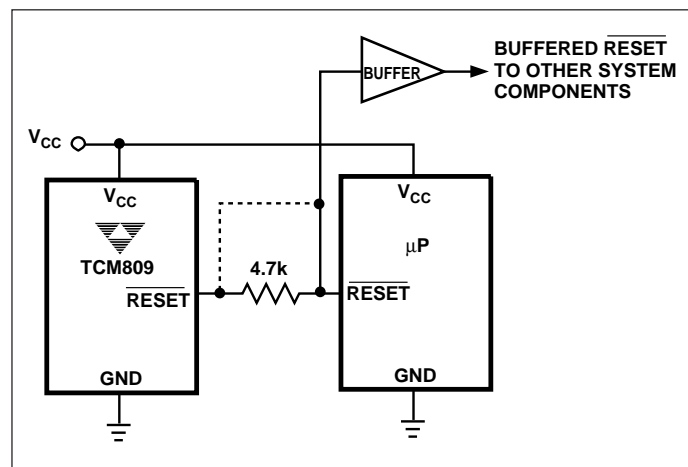 BUFFERED RESET
TO OTHER SYSTEM
COMPONENTS
BUFFER
VCC
VCC
VCC
TCM809
µP
4.7k
RESET
RESET
GND
GND